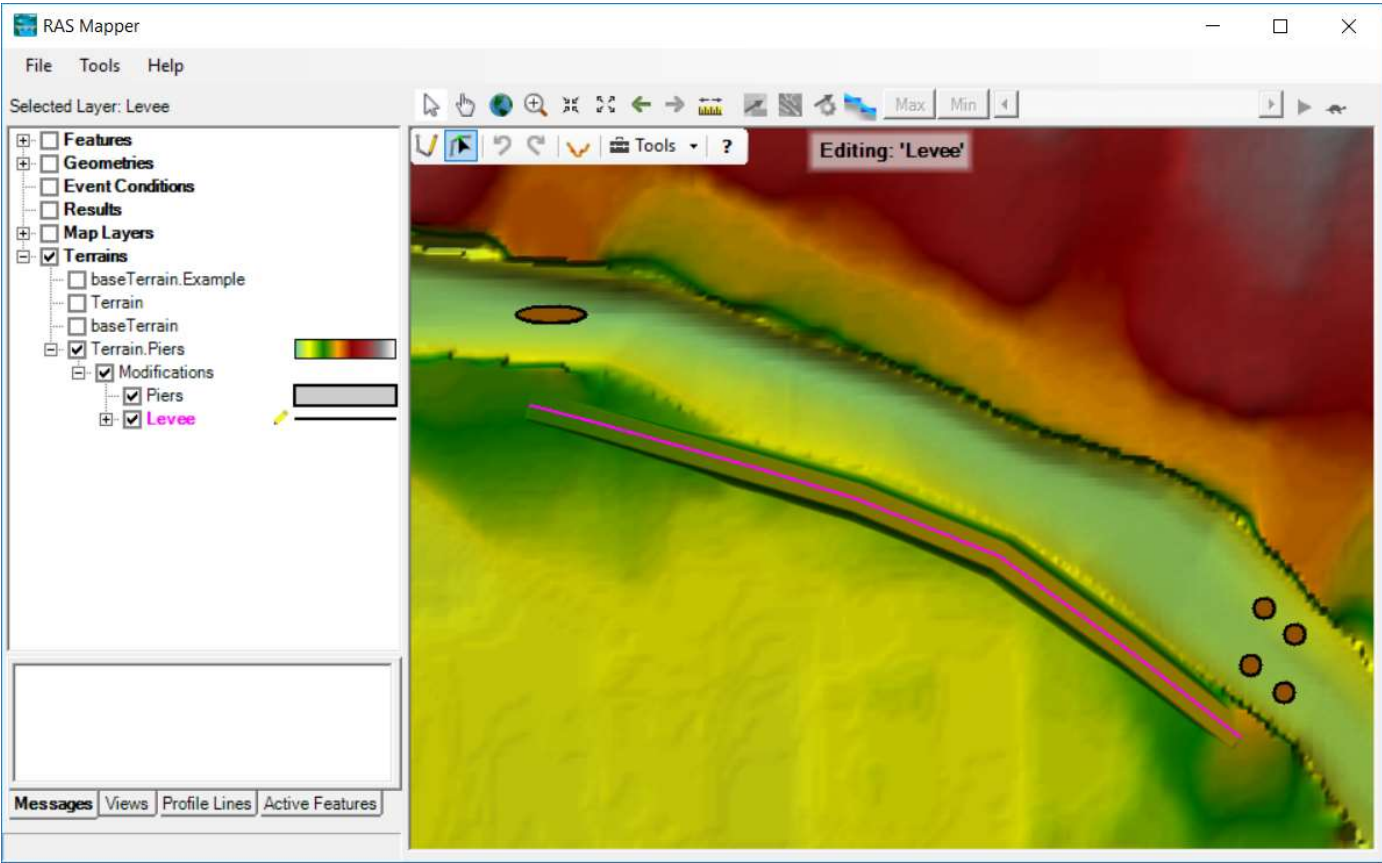 RAS Mapper
File Tools Help
Selected Layer: Levee
Max Min
Features
Geometries
Event Conditions
Results
Map Layers
Terrains
baseTerrain.Example
Terrain
baseTerrain
Terrain.Piers
Modifications
Piers
Levee
Tools ?
Editing: 'Levee'
Messages Views Profile Lines Active Features